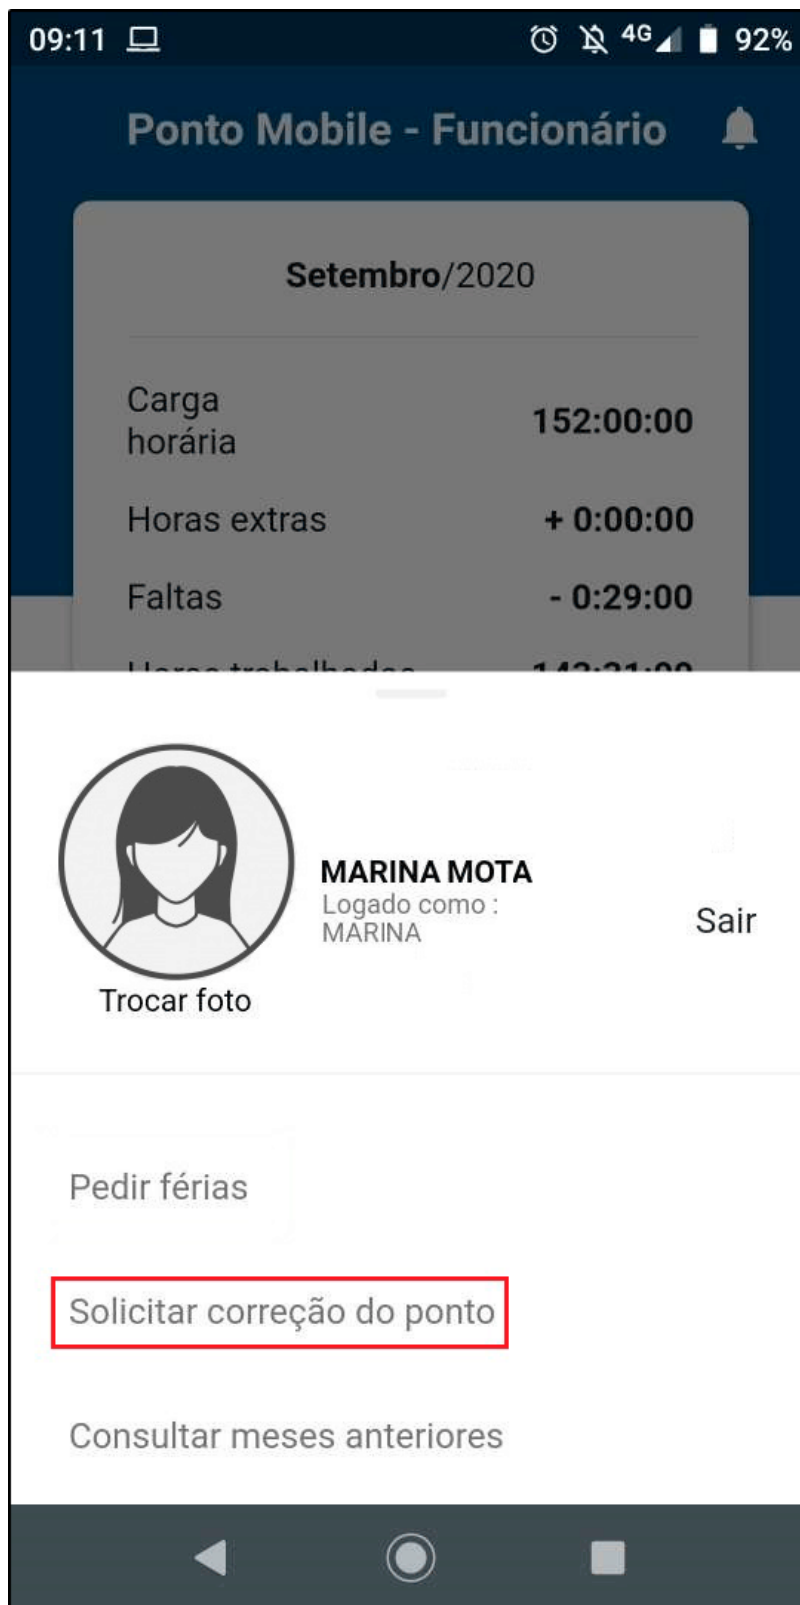 09:11 4G 92%
Ponto Mobile - Funcionário
Setembro/2020
Carga
horária 152:00:00
Horas extras + 0:00:00
Faltas - 0:29:00
Horas trabalhadas
MARINA MOTA
Logado como :
MARINA
Sair
Trocar foto
Pedir férias
Solicitar correção do ponto
Consultar meses anteriores